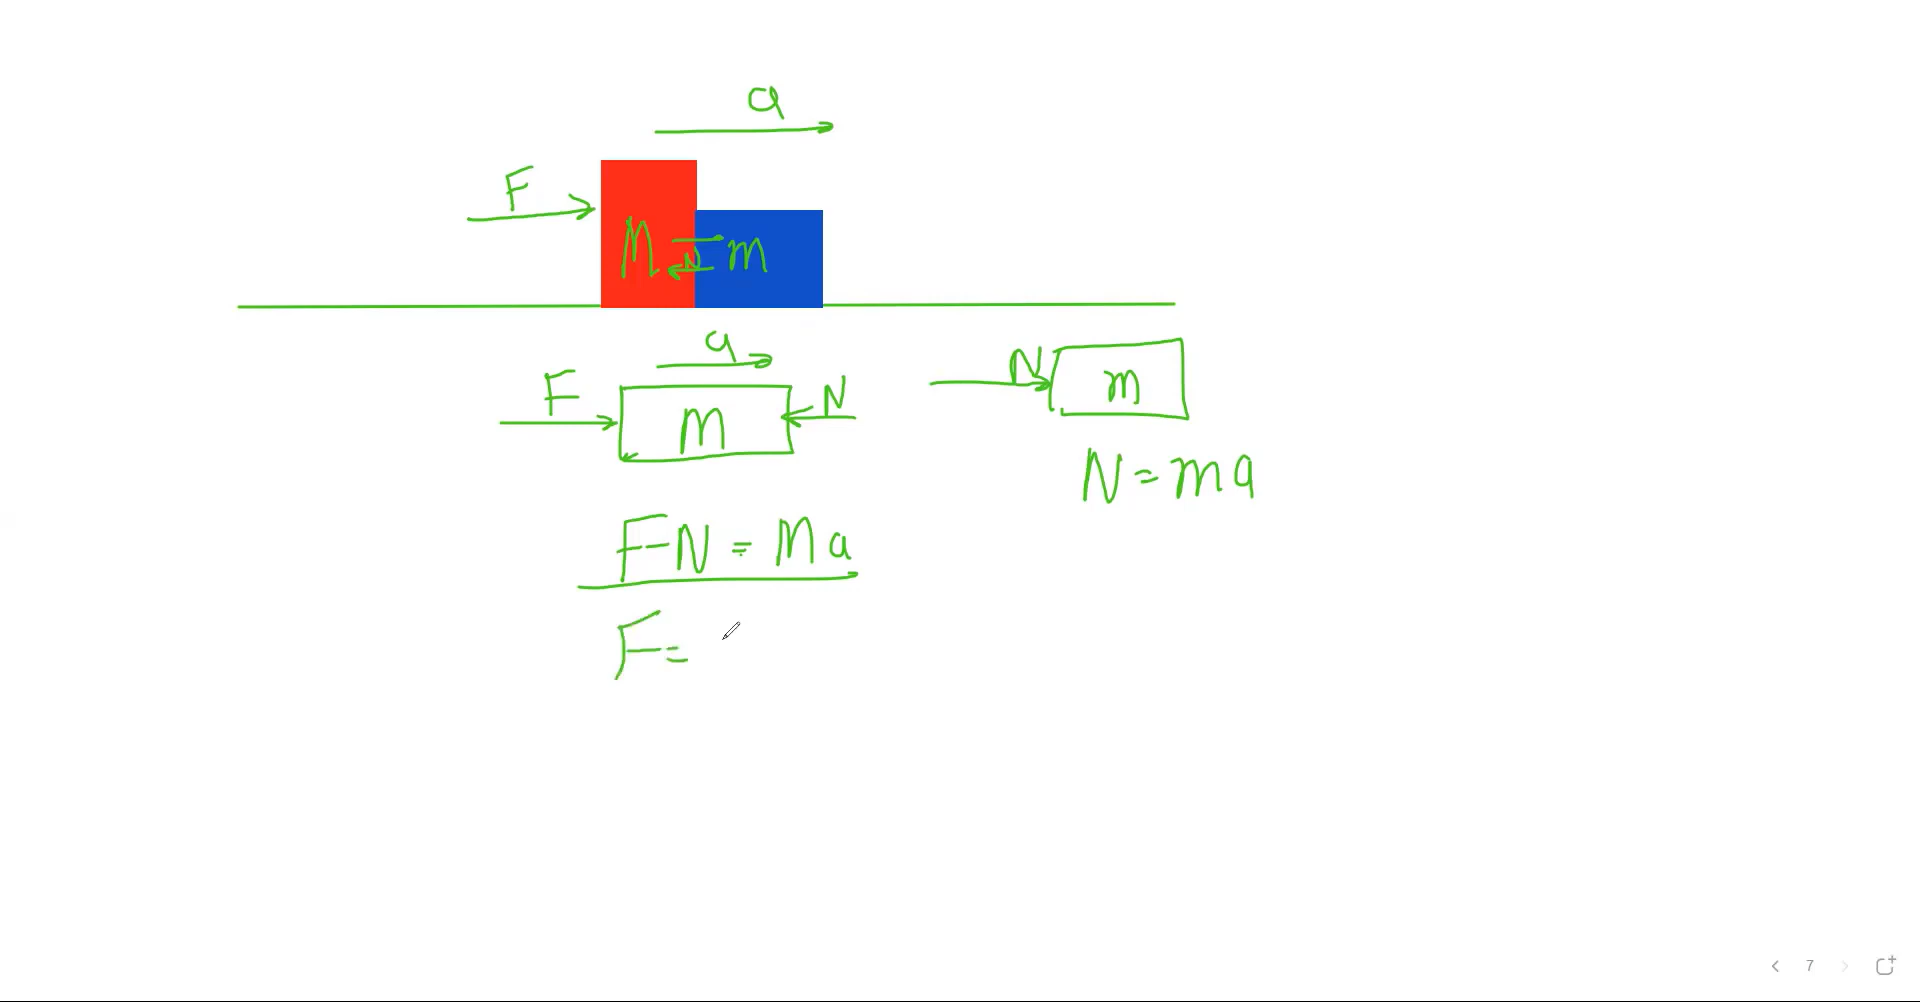 a
F
M N m
a
F M N
N m
N = ma
F-N = Ma
F=
7